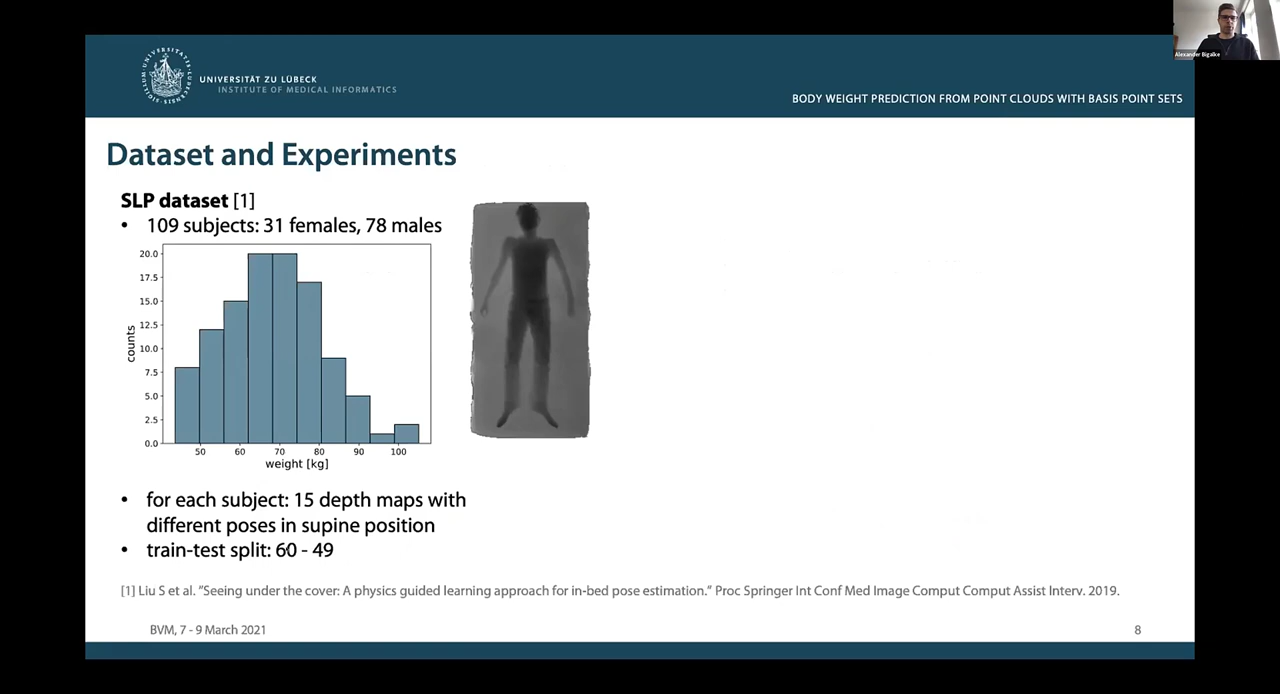 Alexander Bigalke
UNIVERSITÄT ZU LÜBECK
INSTITUTE OF MEDICAL INFORMATICS
BODY WEIGHT PREDICTION FROM POINT CLOUDS WITH BASIS POINT SETS
Dataset and Experiments
SLP dataset [1]
• 109 subjects: 31 females, 78 males
20.0
17.5
15.0
12.5
10.0
7.5
5.0
2.5
0.0
counts
50 60 70 80 90 100
weight [kg]
• for each subject: 15 depth maps with
different poses in supine position
• train-test split: 60 - 49
[1] Liu S et al. "Seeing under the cover: A physics guided learning approach for in-bed pose estimation." Proc Springer Int Conf Med Image Comput Comput Assist Interv. 2019.
BVM, 7 - 9 March 2021
8